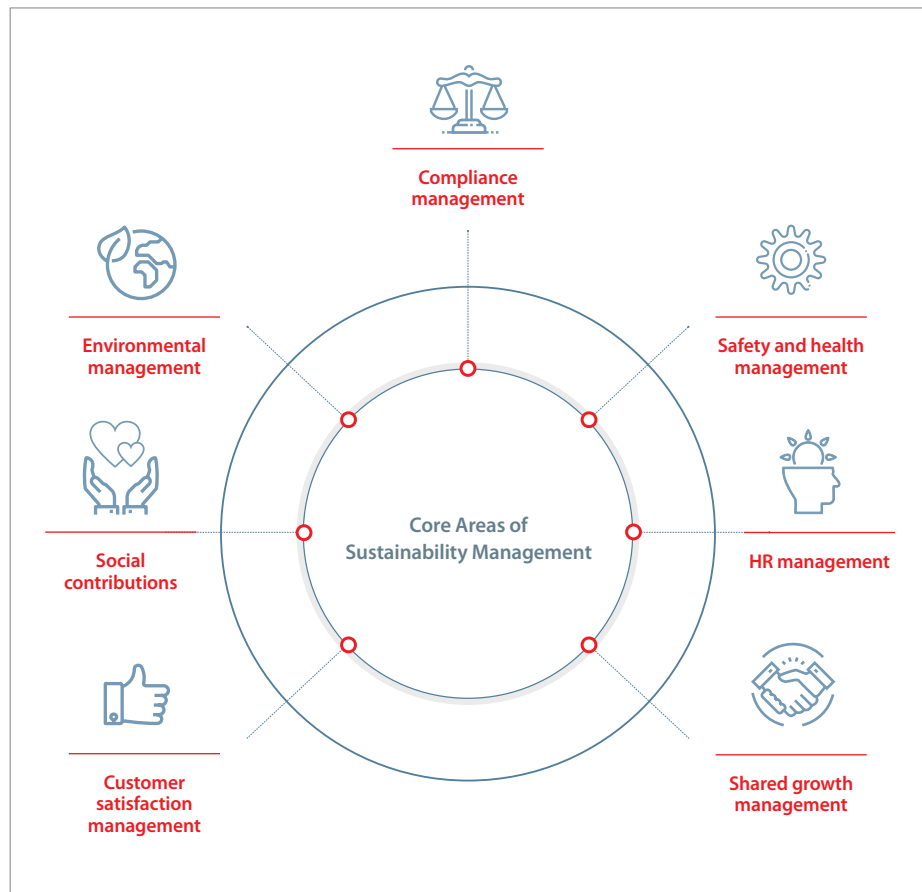 Compliance
management
Environmental
management
Safety and health
management
Core Areas of
Sustainability Management
Social
contributions
HR management
Customer
satisfaction
management
Shared growth
management